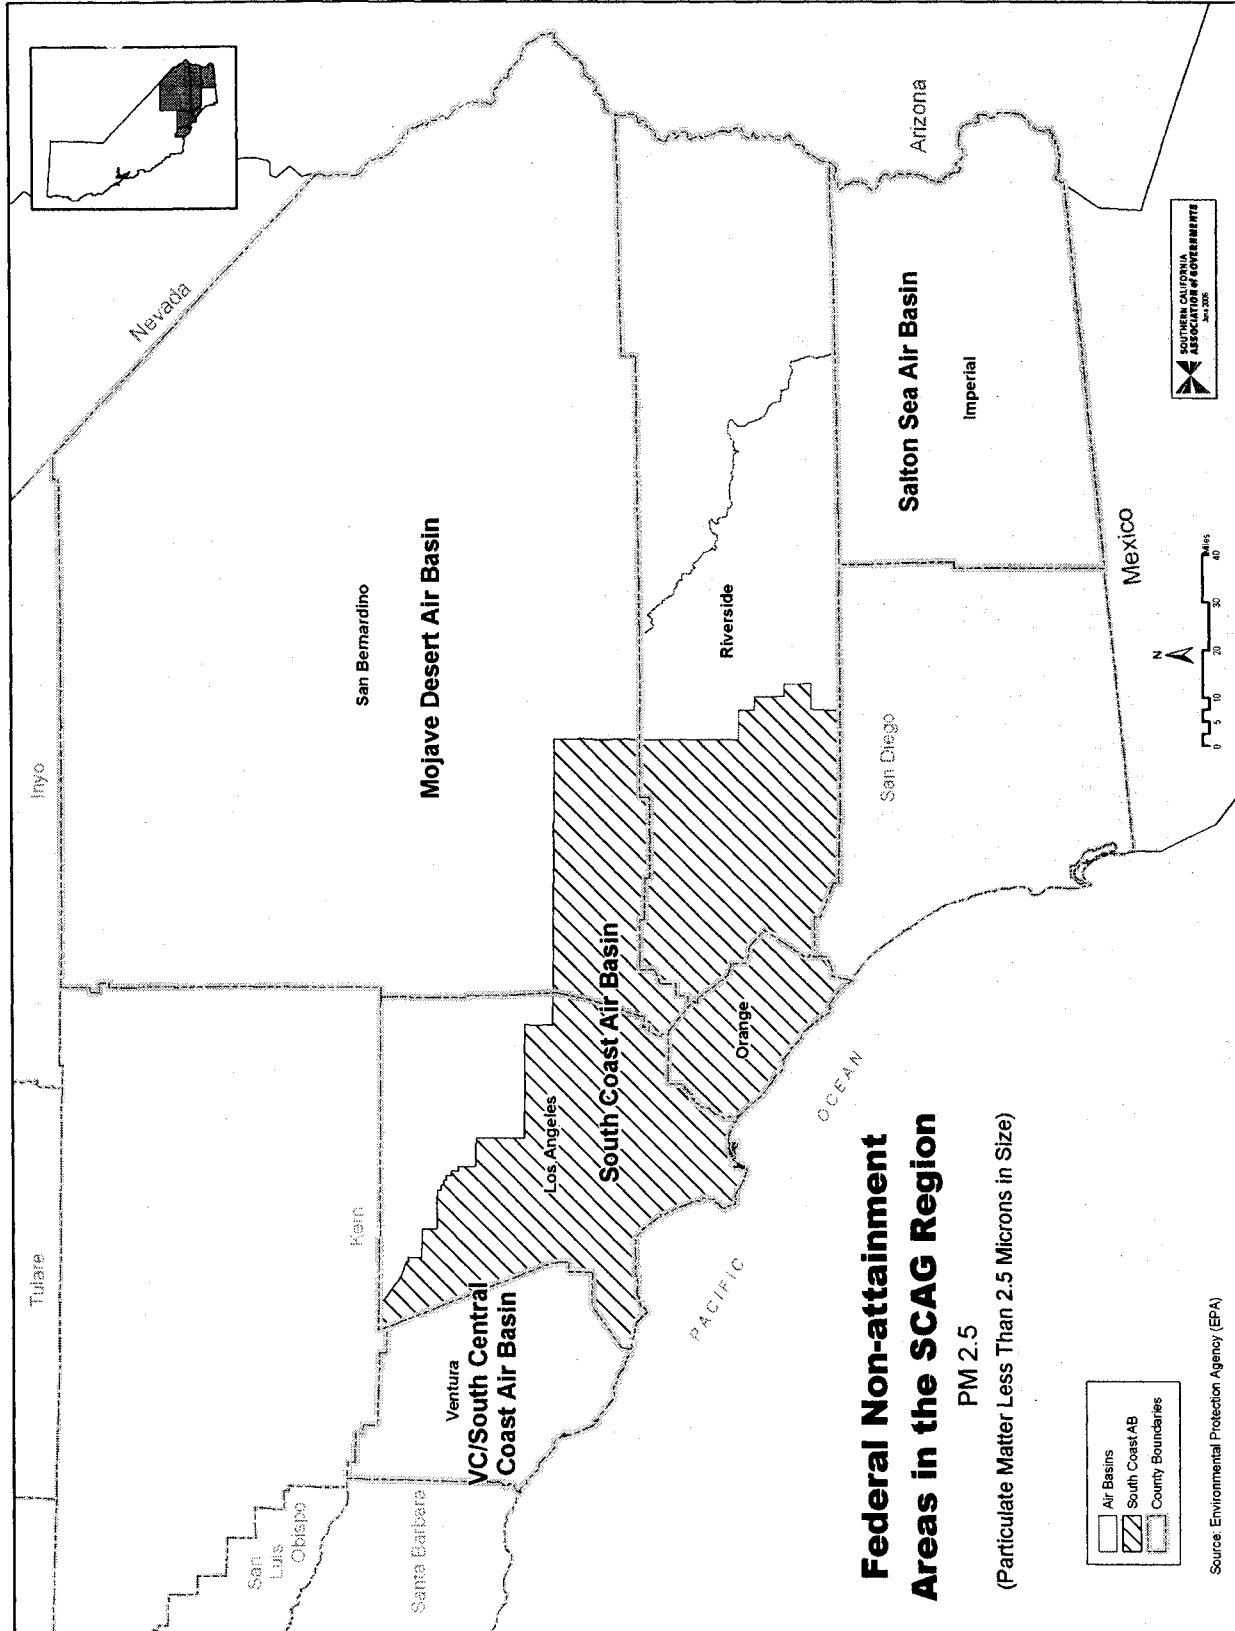 Nevada
Arizona
Inyo
Tulare
Kern
San
Luis
Obispo
Santa Barbara
San Bernardino
Mojave Desert Air Basin
Los Angeles
South Coast Air Basin
Ventura
VC/South Central
Coast Air Basin
Orange
Riverside
San Diego
Salton Sea Air Basin
Imperial
Mexico
PACIFIC
OCEAN
Federal Non-attainment
Areas in the SCAG Region
PM 2.5
(Particulate Matter Less Than 2.5 Microns in Size)
Air Basins
South Coast AB
County Boundaries
Source: Environmental Protection Agency (EPA)
N
0 5 10 20 30 40
Miles
SOUTHERN CALIFORNIA
ASSOCIATION of GOVERNMENTS
June 2006